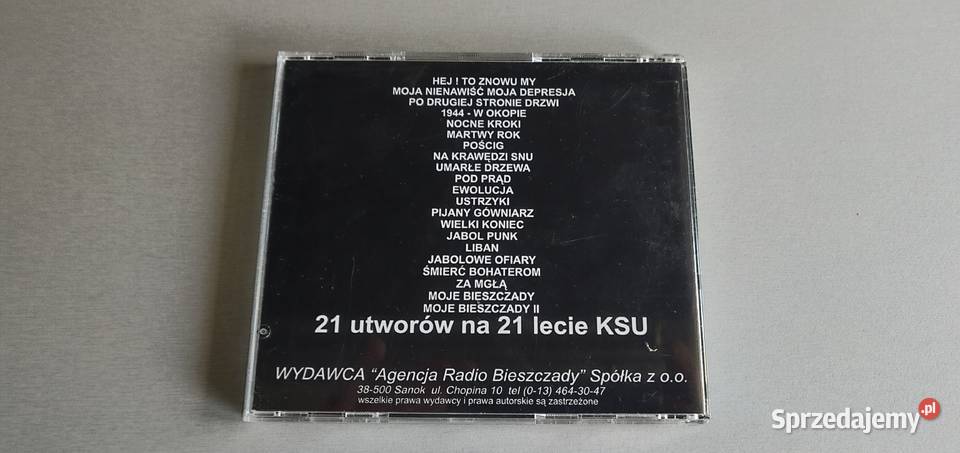 HEJ ! TO ZNOWU MY
MOJA NIENAWIŚĆ MOJA DEPRESJA
PO DRUGIEJ STRONIE DRZWI
1944 - W OKOPIE
NOCNE KROKI
MARTWY ROK
POŚCIG
NA KRAWĘDZI SNU
UMARŁE DRZEWA
POD PRĄD
EWOLUCJA
USTRZYKI
PIJANY GÓWNIARZ
WIELKI KONIEC
JABOL PUNK
LIBAN
JABOLOWE OFIARY
ŚMIERĆ BOHATEROM
ZA MGŁĄ
MOJE BIESZCZADY
MOJE BIESZCZADY II
21 utworów na 21 lecie KSU
WYDAWCA “Agencja Radio Bieszczady” Spółka z o.o.
38-500 Sanok ul. Chopina 10 tel (0-13) 464-30-47
wszelkie prawa wydawcy i prawa autorskie są zastrzeżone
Sprzedajemy.pl